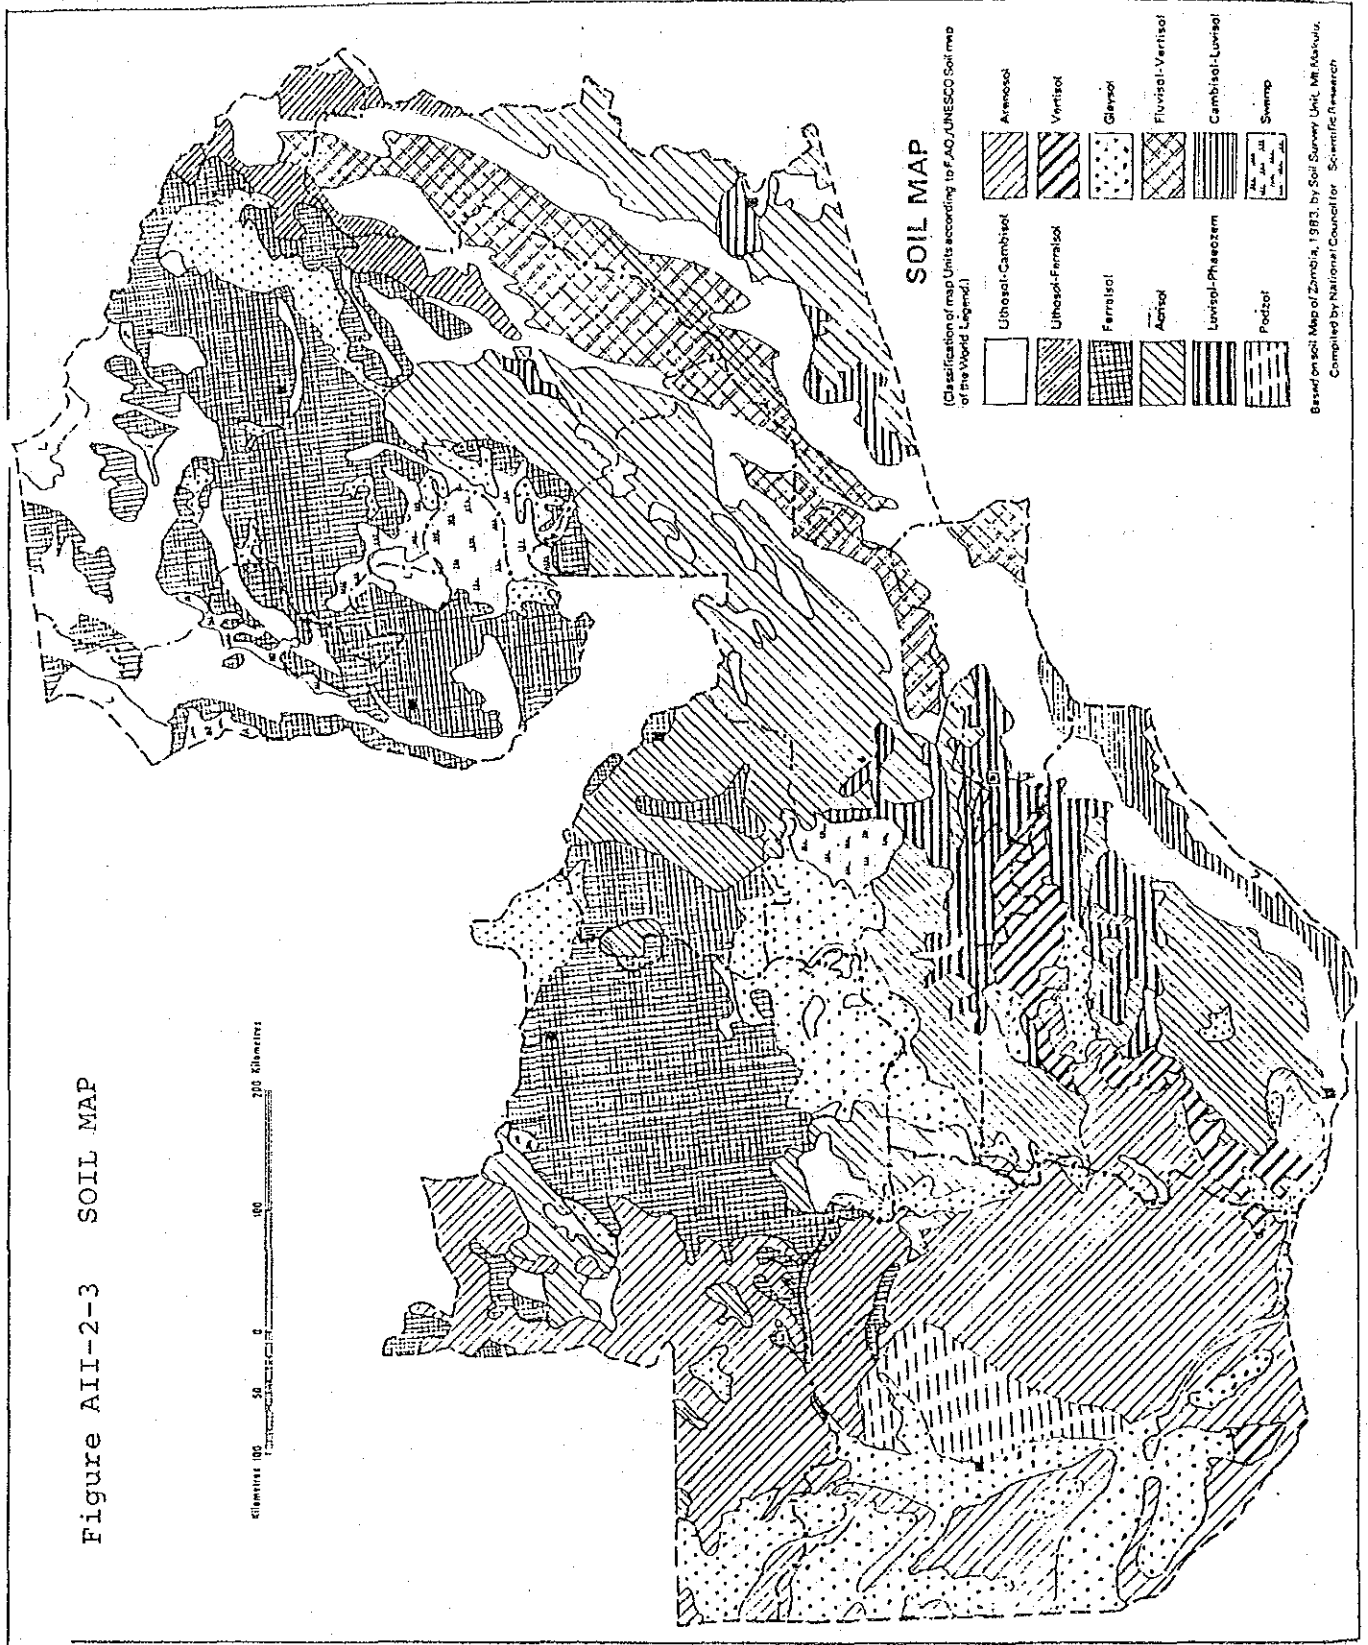 Figure AII-2-3 SOIL MAP
Kilometres 100 50 0 100 200 Kilometres
SOIL MAP
(Classification of map Units according to F.A.O./UNESCO Soil map
of the World Legend.)
Lithosol-Cambisol
Lithosol-Ferralsol
Ferralsol
Acrisol
Luvisol-Phaeozem
Podzol
Arenosol
Vertisol
Gleysol
Fluvisol-Vertisol
Cambisol-Luvisol
Swamp
Based on soil Map of Zambia, 1983, by Soil Survey Unit, Mt. Makulu.
Compiled by National Council for Scientific Research